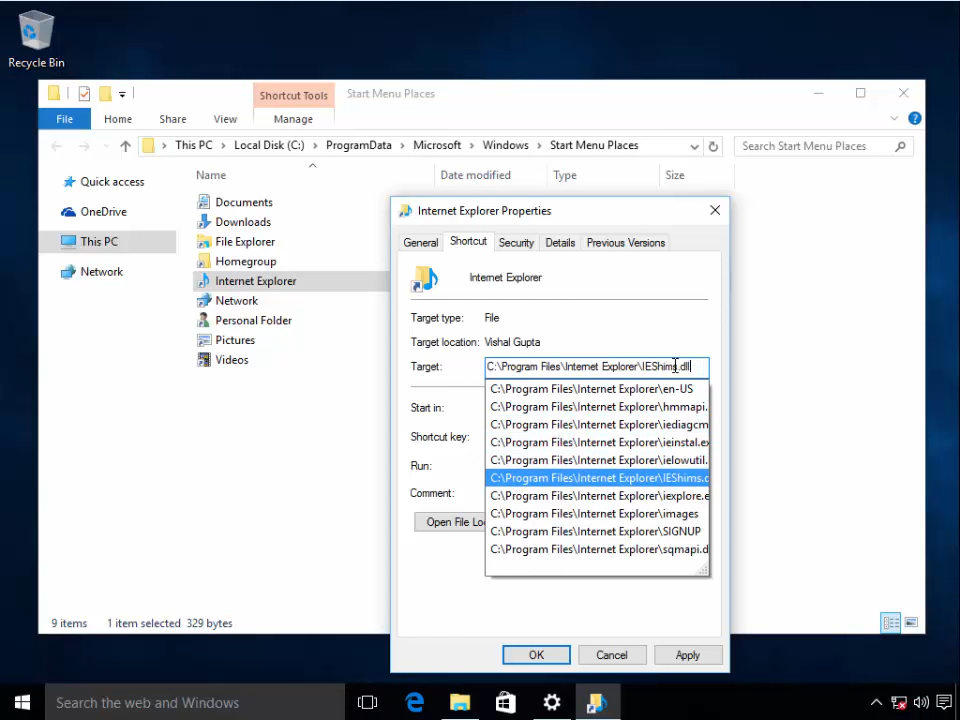 Recycle Bin
Shortcut Tools
Start Menu Places
File
Home
Share
View
Manage
This PC > Local Disk (C:) > ProgramData > Microsoft > Windows > Start Menu Places
Search Start Menu Places
Quick access
OneDrive
This PC
Network
Name
Date modified
Type
Size
Documents
Downloads
File Explorer
Homegroup
Internet Explorer
Network
Personal Folder
Pictures
Videos
9 items
1 item selected 329 bytes
Internet Explorer Properties
General
Shortcut
Security
Details
Previous Versions
Internet Explorer
Target type: File
Target location: Vishal Gupta
Target: C:\Program Files\Internet Explorer\IEShims.dll
C:\Program Files\Internet Explorer\en-US
C:\Program Files\Internet Explorer\hmmapi.
C:\Program Files\Internet Explorer\iediagcm
C:\Program Files\Internet Explorer\ieinstal.ex
C:\Program Files\Internet Explorer\ielowutil.
C:\Program Files\Internet Explorer\IEShims.d
C:\Program Files\Internet Explorer\iexplore.e
C:\Program Files\Internet Explorer\images
C:\Program Files\Internet Explorer\SIGNUP
C:\Program Files\Internet Explorer\sqmapi.d
Start in:
Shortcut key:
Run:
Comment:
Open File Loc
OK
Cancel
Apply
Search the web and Windows